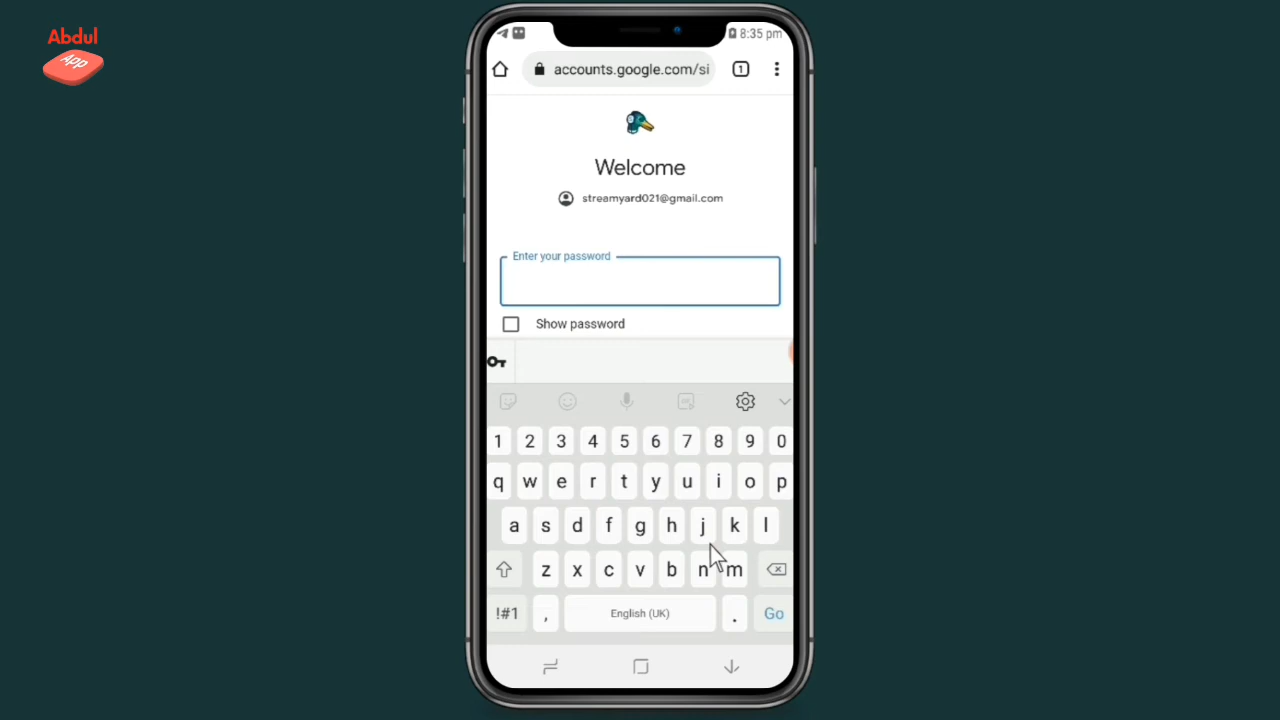 Abdul
App
8:35 pm
accounts.google.com/si
1
Welcome
streamyard021@gmail.com
Enter your password
Show password
1 2 3 4 5 6 7 8 9 0
q w e r t y u i o p
a s d f g h j k l
z x c v b n m
!#1 , English (UK) . Go